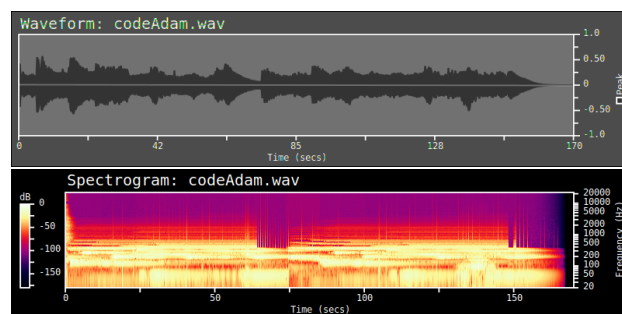 Waveform: codeAdam.wav
1.0
0.50
0
-0.50
-1.0
Peak
0 42 85 128 170
Time (secs)
Spectrogram: codeAdam.wav
dB
0
-50
-100
-150
20000
10000
5000
2000
1000
500
200
100
50
20
Frequency (Hz)
0 50 100 150
Time (secs)